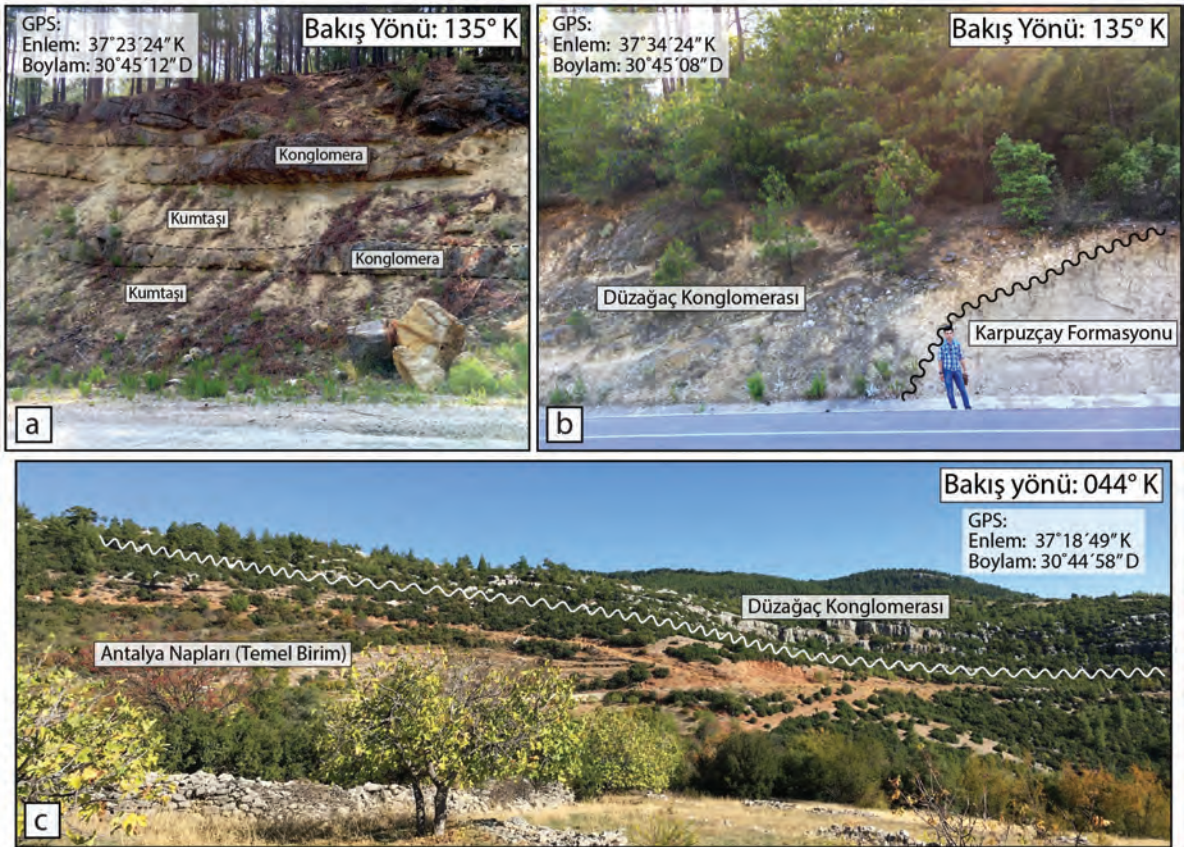 GPS:
Enlem: 37°23´24″K
Boylam: 30°45´12″D
Bakış Yönü: 135° K
Konglomera
Kumtaşı
Konglomera
Kumtaşı
a
GPS:
Enlem: 37°34´24″K
Boylam: 30°45´08″D
Bakış Yönü: 135° K
Düzağaç Konglomerası
Karpuzçay Formasyonu
b
Bakış yönü: 044° K
GPS:
Enlem: 37°18´49″K
Boylam: 30°44´58″D
Düzağaç Konglomerası
Antalya Napları (Temel Birim)
c